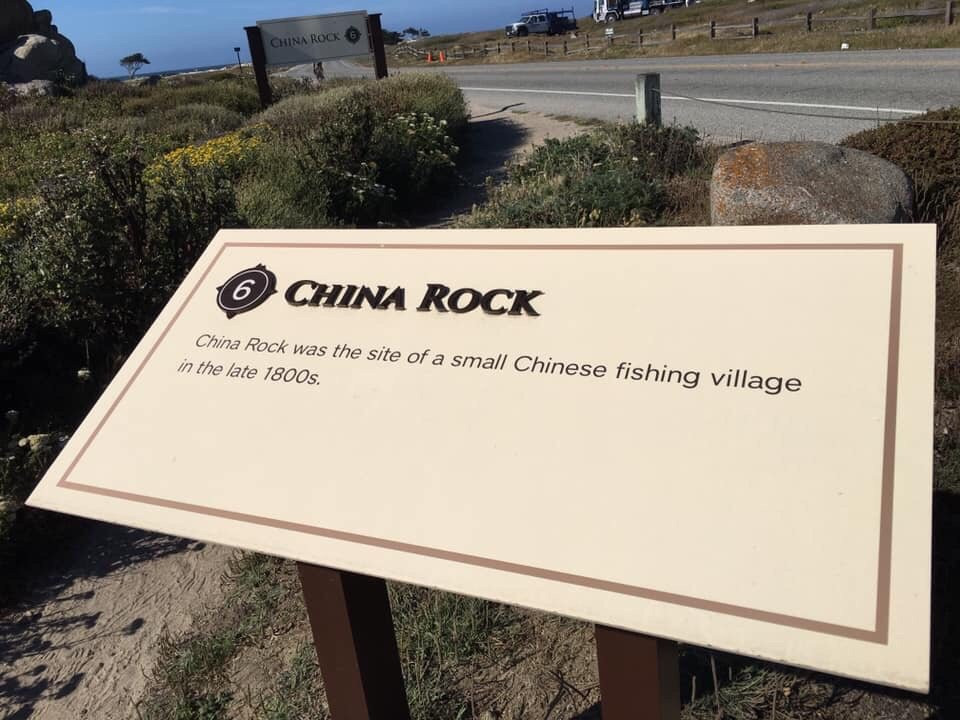 China Rock 6
6 China Rock
China Rock was the site of a small Chinese fishing village
in the late 1800s.